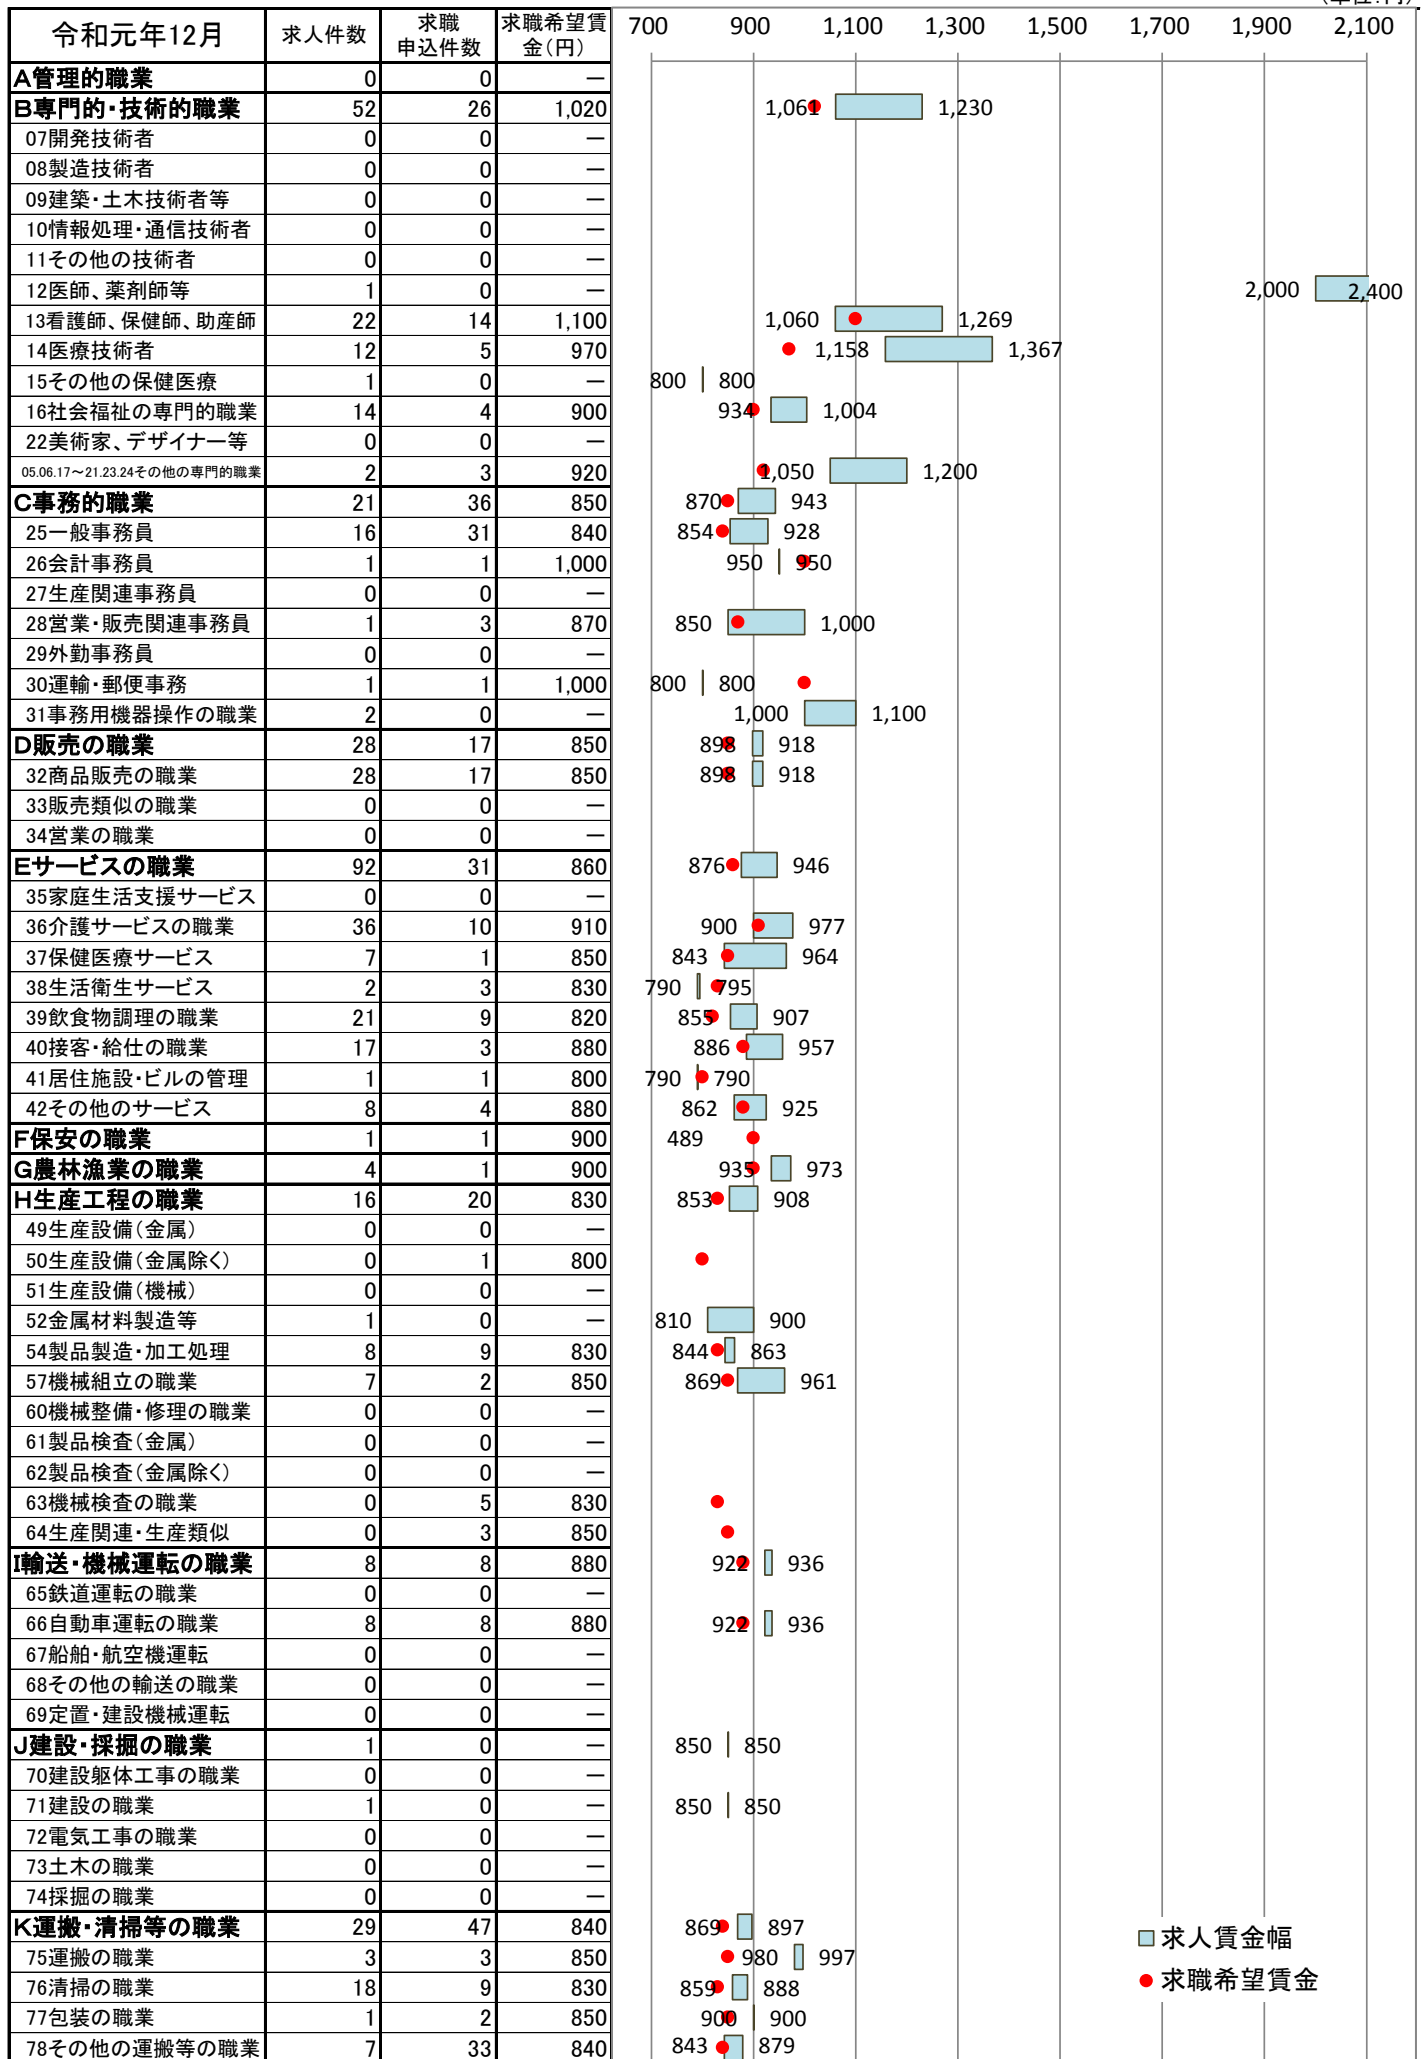 (単位:円)
令和元年12月 求人件数 求職申込件数 求職希望賃金(円) 700 900 1,100 1,300 1,500 1,700 1,900 2,100
A管理的職業 0 0 ―
B専門的・技術的職業 52 26 1,020 1,061 1,230
07開発技術者 0 0 ―
08製造技術者 0 0 ―
09建築・土木技術者等 0 0 ―
10情報処理・通信技術者 0 0 ―
11その他の技術者 0 0 ―
12医師、薬剤師等 1 0 ― 2,000 2,400
13看護師、保健師、助産師 22 14 1,100 1,060 1,269
14医療技術者 12 5 970 1,158 1,367
15その他の保健医療 1 0 ― 800 800
16社会福祉の専門的職業 14 4 900 934 1,004
22美術家、デザイナー等 0 0 ―
05.06.17～21.23.24その他の専門的職業 2 3 920 1,050 1,200
C事務的職業 21 36 850 870 943
25一般事務員 16 31 840 854 928
26会計事務員 1 1 1,000 950 950
27生産関連事務員 0 0 ―
28営業・販売関連事務員 1 3 870 850 1,000
29外勤事務員 0 0 ―
30運輸・郵便事務 1 1 1,000 800 800
31事務用機器操作の職業 2 0 ― 1,000 1,100
D販売の職業 28 17 850 898 918
32商品販売の職業 28 17 850 898 918
33販売類似の職業 0 0 ―
34営業の職業 0 0 ―
Eサービスの職業 92 31 860 876 946
35家庭生活支援サービス 0 0 ―
36介護サービスの職業 36 10 910 900 977
37保健医療サービス 7 1 850 843 964
38生活衛生サービス 2 3 830 790 795
39飲食物調理の職業 21 9 820 855 907
40接客・給仕の職業 17 3 880 886 957
41居住施設・ビルの管理 1 1 800 790 790
42その他のサービス 8 4 880 862 925
F保安の職業 1 1 900 489
G農林漁業の職業 4 1 900 935 973
H生産工程の職業 16 20 830 853 908
49生産設備(金属) 0 0 ―
50生産設備(金属除く) 0 1 800
51生産設備(機械) 0 0 ―
52金属材料製造等 1 0 ― 810 900
54製品製造・加工処理 8 9 830 844 863
57機械組立の職業 7 2 850 869 961
60機械整備・修理の職業 0 0 ―
61製品検査(金属) 0 0 ―
62製品検査(金属除く) 0 0 ―
63機械検査の職業 0 5 830
64生産関連・生産類似 0 3 850
I輸送・機械運転の職業 8 8 880 922 936
65鉄道運転の職業 0 0 ―
66自動車運転の職業 8 8 880 922 936
67船舶・航空機運転 0 0 ―
68その他の輸送の職業 0 0 ―
69定置・建設機械運転 0 0 ―
J建設・採掘の職業 1 0 ― 850 850
70建設躯体工事の職業 0 0 ―
71建設の職業 1 0 ― 850 850
72電気工事の職業 0 0 ―
73土木の職業 0 0 ―
74採掘の職業 0 0 ―
K運搬・清掃等の職業 29 47 840 869 897
75運搬の職業 3 3 850 980 997
76清掃の職業 18 9 830 859 888
77包装の職業 1 2 850 900 900
78その他の運搬等の職業 7 33 840 843 879
求人賃金幅
求職希望賃金